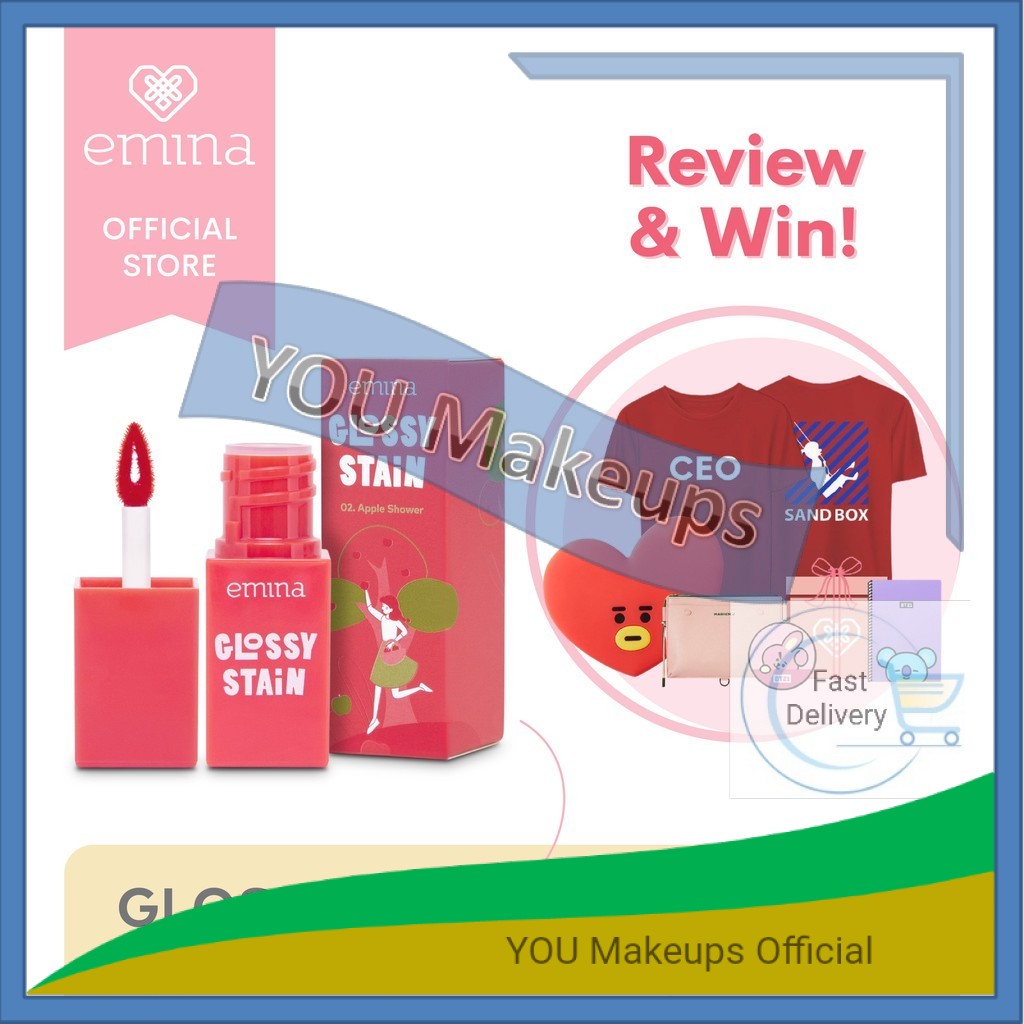 emina
OFFICIAL
STORE
Review
& Win!
YOU Makeups
emina
GLOSSY
STAIN
02. Apple Shower
emina
GLOSSY
STAIN
CEO
SAND BOX
BT21
Fast
Delivery
YOU Makeups Official